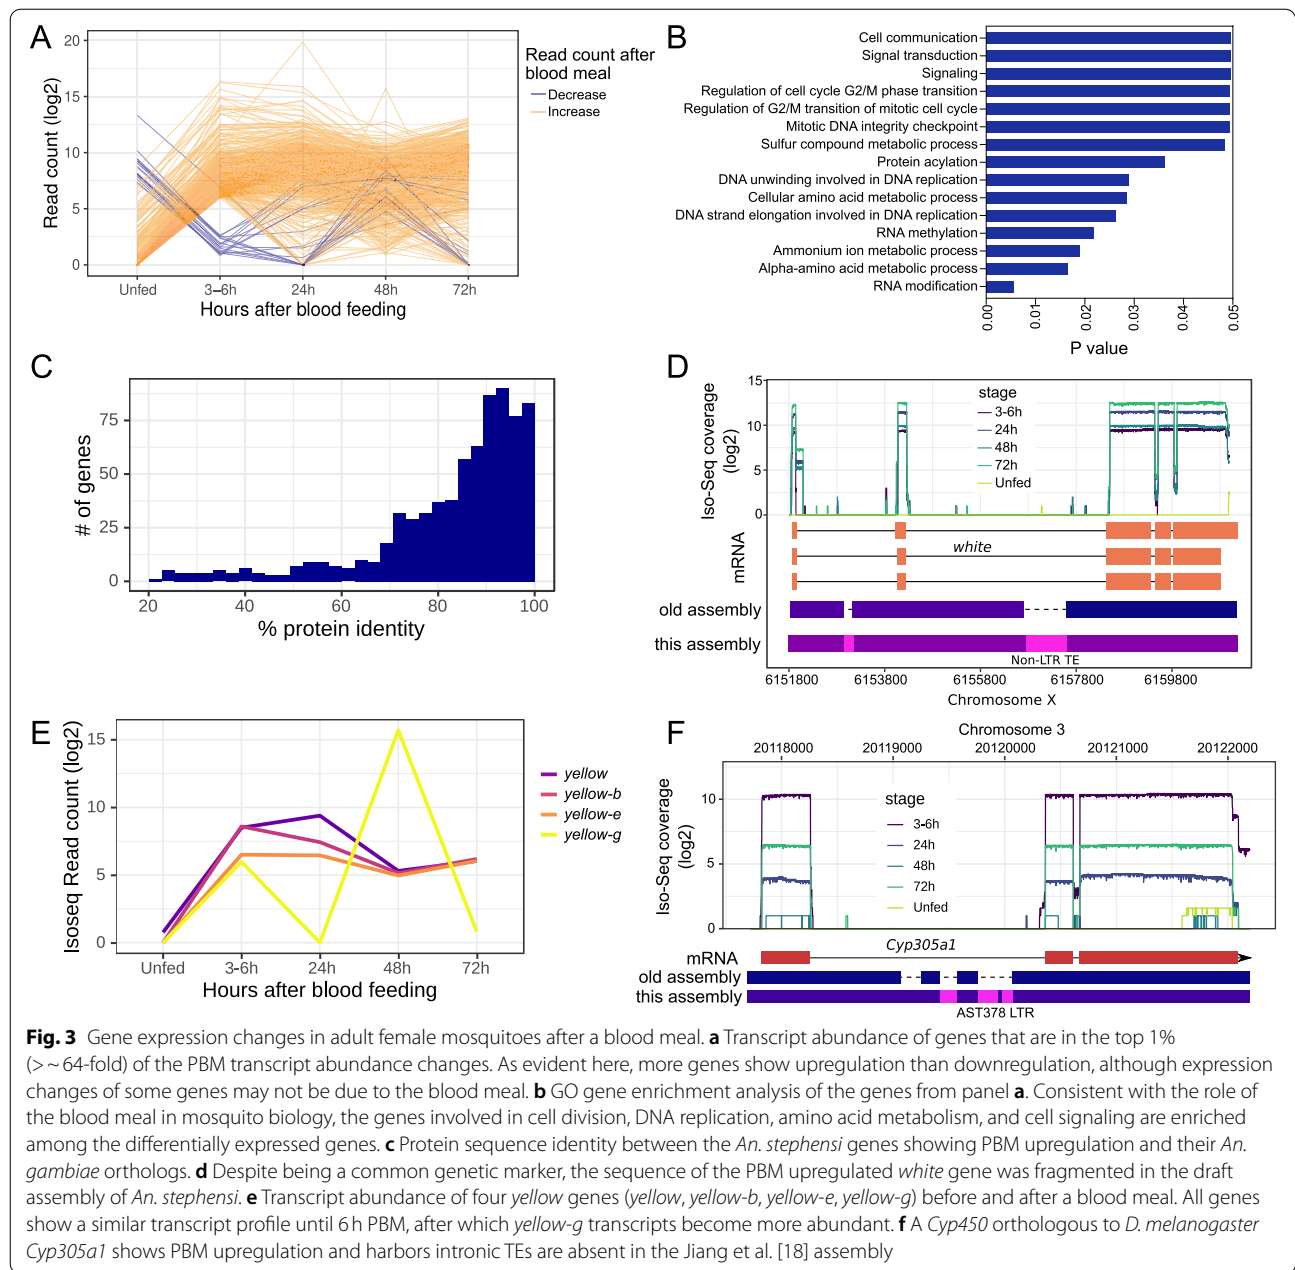 A
Read count (log2)
20
15
10
5
0
Unfed
3–6h
24h
48h
72h
Hours after blood feeding
Read count after
blood meal
Decrease
Increase
B
Cell communication
Signal transduction
Signaling
Regulation of cell cycle G2/M phase transition
Regulation of G2/M transition of mitotic cell cycle
Mitotic DNA integrity checkpoint
Sulfur compound metabolic process
Protein acylation
DNA unwinding involved in DNA replication
Cellular amino acid metabolic process
DNA strand elongation involved in DNA replication
RNA methylation
Ammonium ion metabolic process
Alpha-amino acid metabolic process
RNA modification
0.00
0.01
0.02
0.03
0.04
0.05
P value
C
# of genes
75
50
25
0
20
40
60
80
100
% protein identity
D
Iso-Seq coverage
(log2)
15
10
5
0
stage
3-6h
24h
48h
72h
Unfed
mRNA
white
old assembly
this assembly
Non-LTR TE
6151800
6153800
6155800
6157800
6159800
Chromosome X
E
Isoseq Read count (log2)
15
10
5
0
Unfed
3-6h
24h
48h
72h
Hours after blood feeding
yellow
yellow-b
yellow-e
yellow-g
F
Chromosome 3
20118000
20119000
20120000
20121000
20122000
Iso-Seq coverage
(log2)
10
5
0
stage
3-6h
24h
48h
72h
Unfed
Cyp305a1
mRNA
old assembly
this assembly
AST378 LTR
Fig. 3 Gene expression changes in adult female mosquitoes after a blood meal. a Transcript abundance of genes that are in the top 1%
(> ~ 64-fold) of the PBM transcript abundance changes. As evident here, more genes show upregulation than downregulation, although expression
changes of some genes may not be due to the blood meal. b GO gene enrichment analysis of the genes from panel a. Consistent with the role of
the blood meal in mosquito biology, the genes involved in cell division, DNA replication, amino acid metabolism, and cell signaling are enriched
among the differentially expressed genes. c Protein sequence identity between the An. stephensi genes showing PBM upregulation and their An.
gambiae orthologs. d Despite being a common genetic marker, the sequence of the PBM upregulated white gene was fragmented in the draft
assembly of An. stephensi. e Transcript abundance of four yellow genes (yellow, yellow-b, yellow-e, yellow-g) before and after a blood meal. All genes
show a similar transcript profile until 6 h PBM, after which yellow-g transcripts become more abundant. f A Cyp450 orthologous to D. melanogaster
Cyp305a1 shows PBM upregulation and harbors intronic TEs are absent in the Jiang et al. [18] assembly